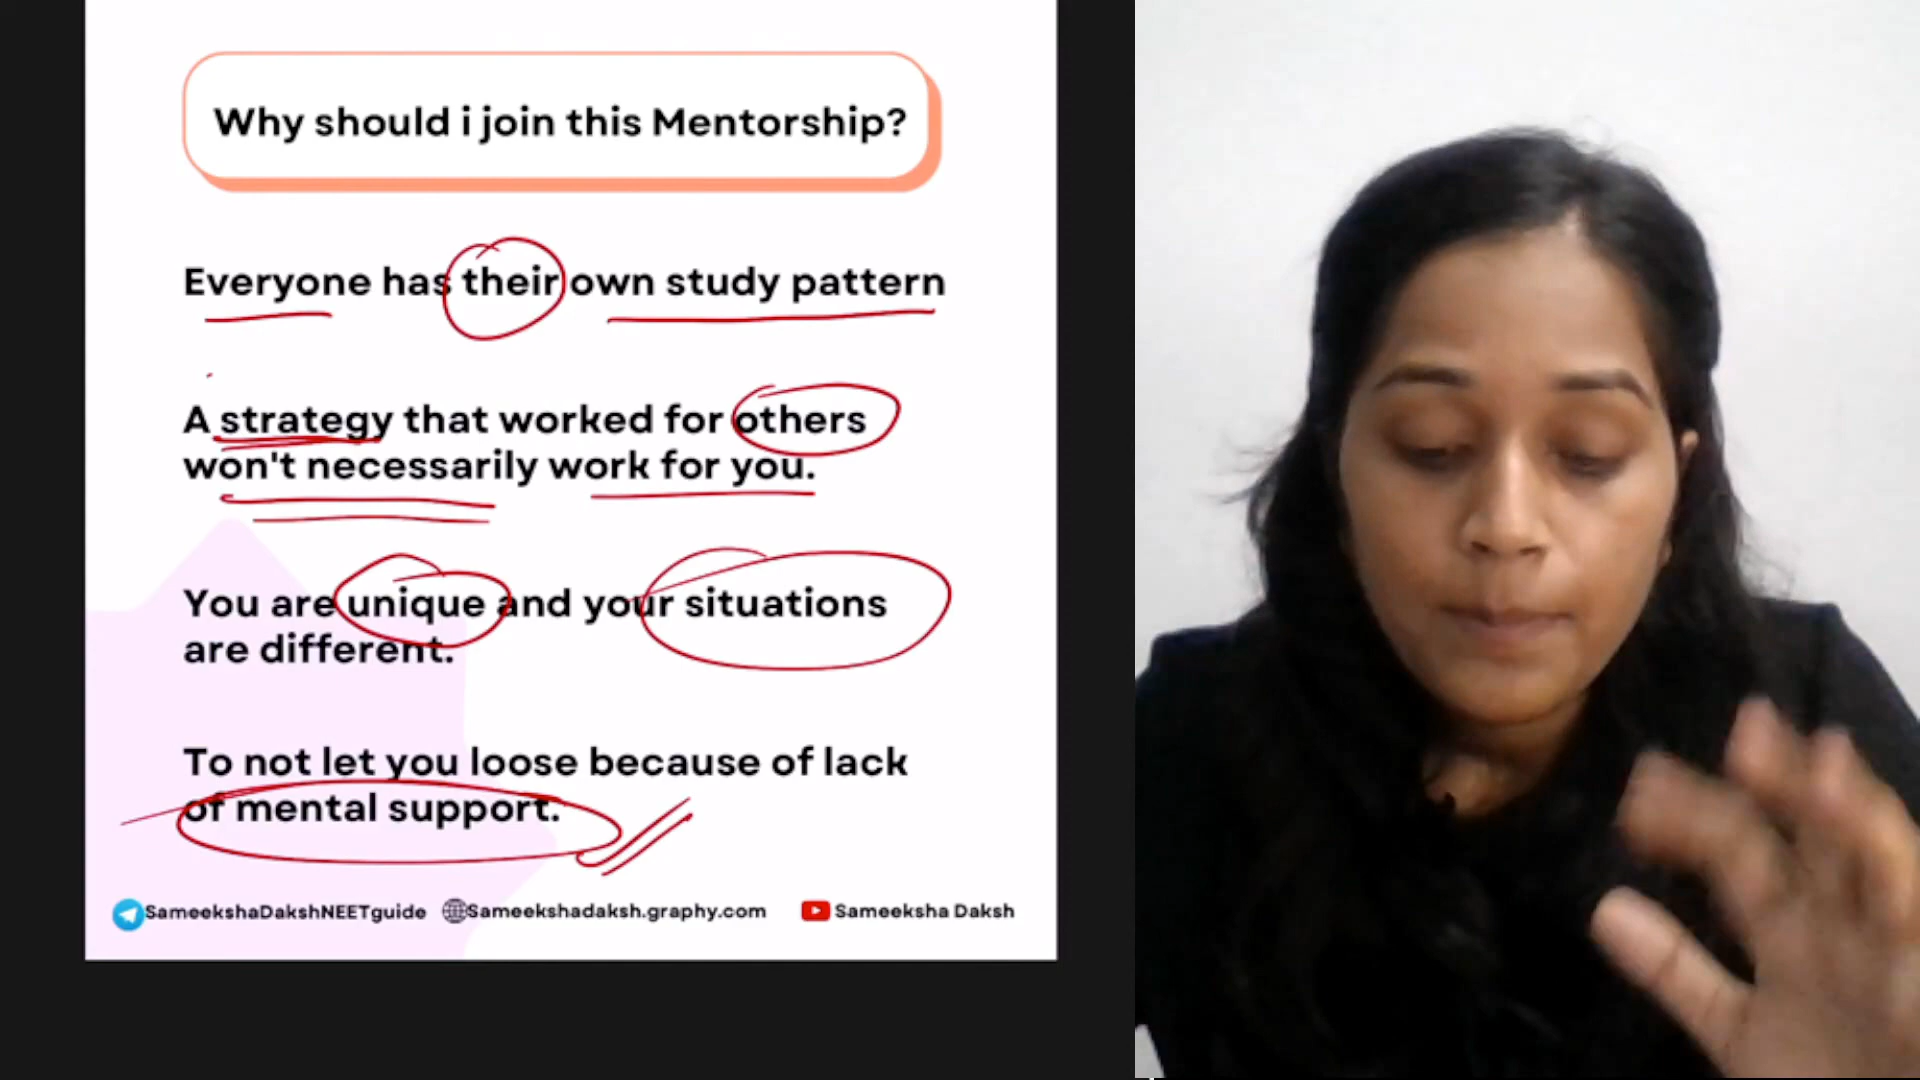 Why should i join this Mentorship?
Everyone has their own study pattern
A strategy that worked for others
won't necessarily work for you.
You are unique and your situations
are different.
To not let you loose because of lack
of mental support.
SameekshaDakshNEETguide Sameekshadaksh.graphy.com Sameeksha Daksh